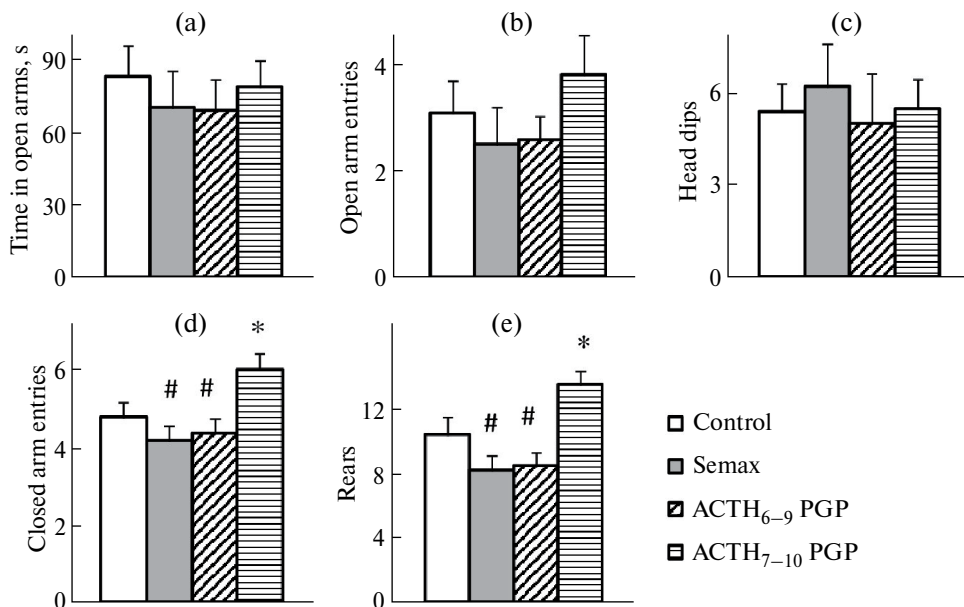 (a)
Time in open arms, s
90
60
30
0
(b)
Open arm entries
4
2
0
(c)
Head dips
6
3
0
(d)
Closed arm entries
6
4
2
0
# # *
(e)
Rears
12
8
4
0
# # *
Control
Semax
ACTH₆₋₉ PGP
ACTH₇₋₁₀ PGP